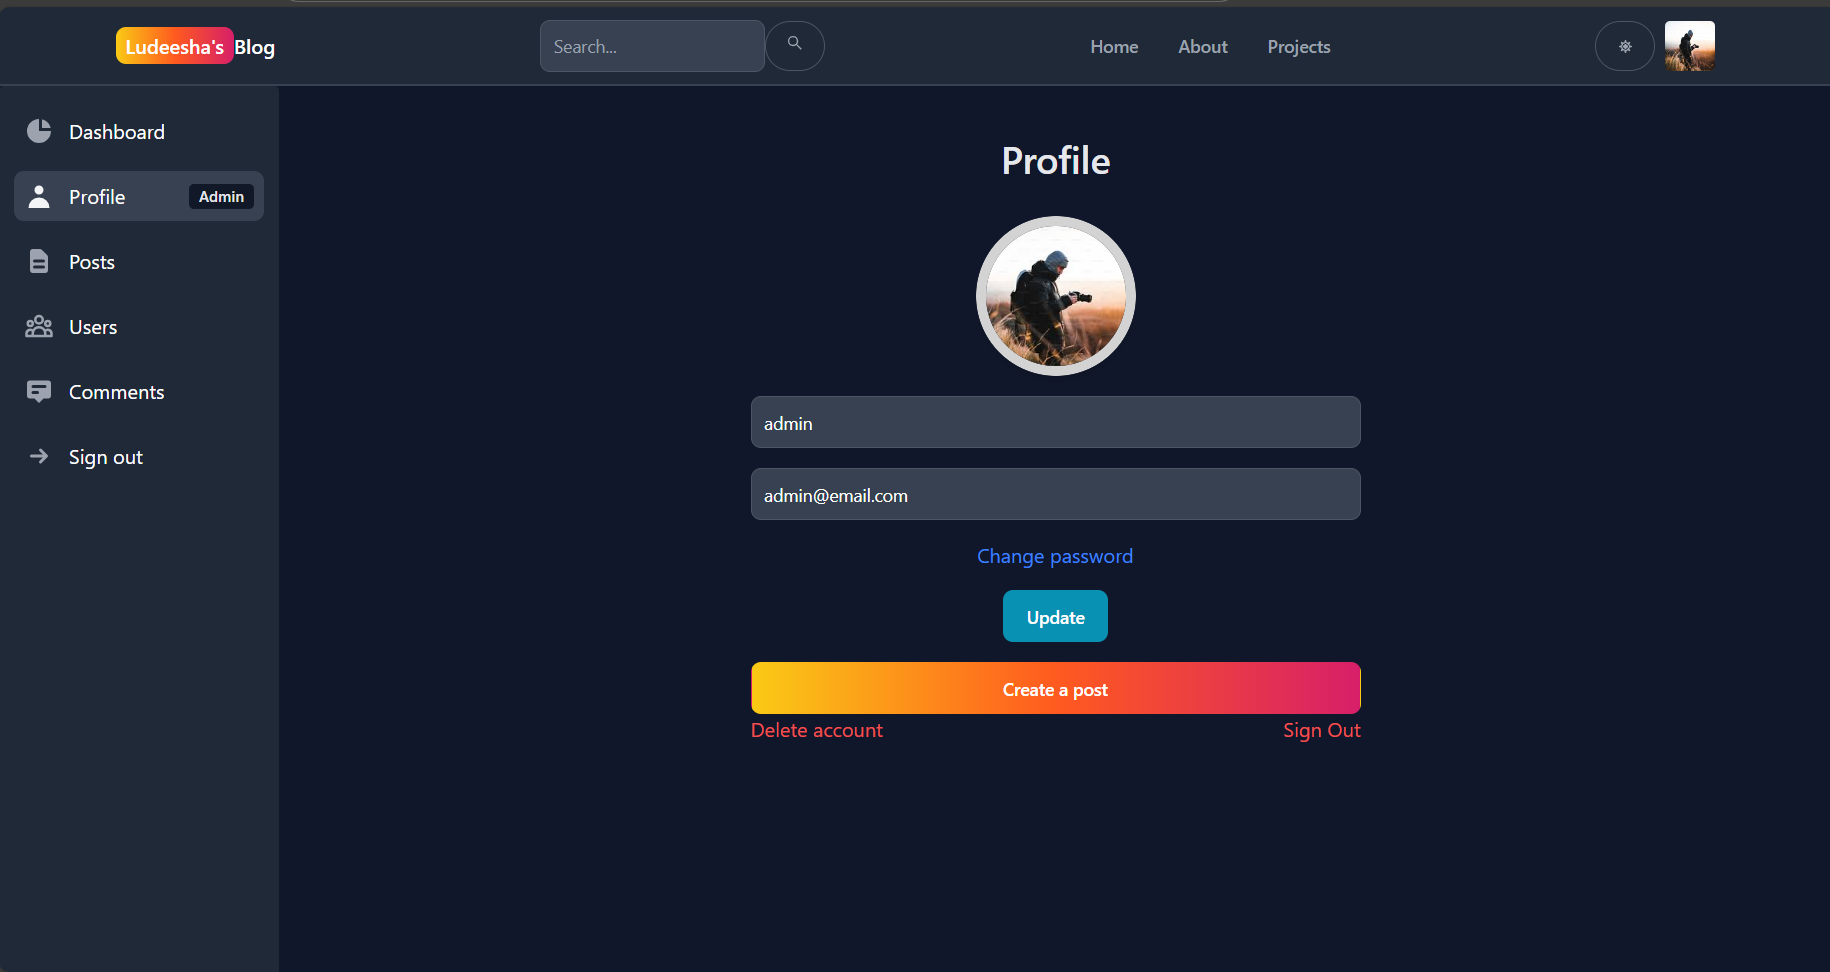 Ludeesha's Blog
Search...
Home
About
Projects
Dashboard
Profile
Admin
Posts
Users
Comments
Sign out
Profile
admin
admin@email.com
Change password
Update
Create a post
Delete account
Sign Out